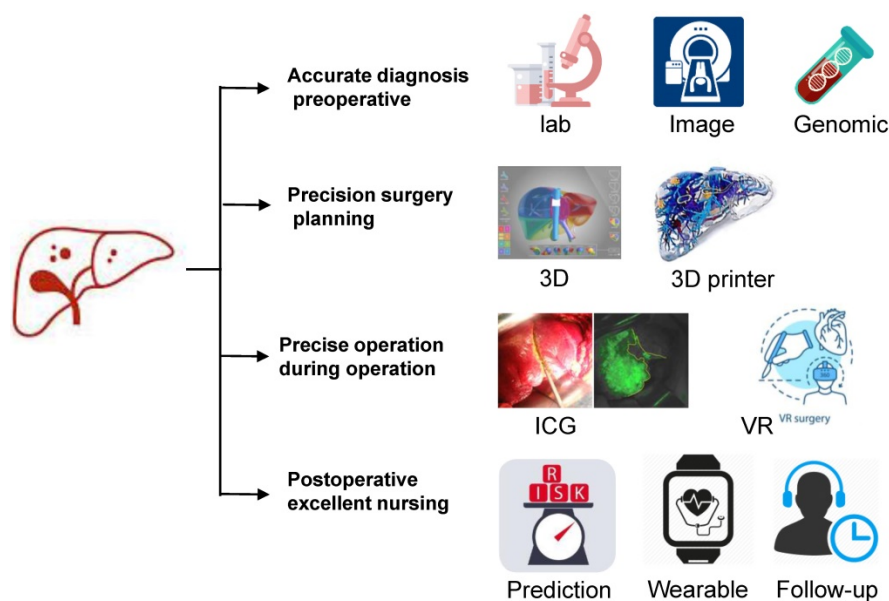 Accurate diagnosis
preoperative
lab
Image
Genomic
Precision surgery
planning
3D
3D printer
Precise operation
during operation
ICG
VR surgery
VR
Postoperative
excellent nursing
R
ISK
Prediction
Wearable
Follow-up